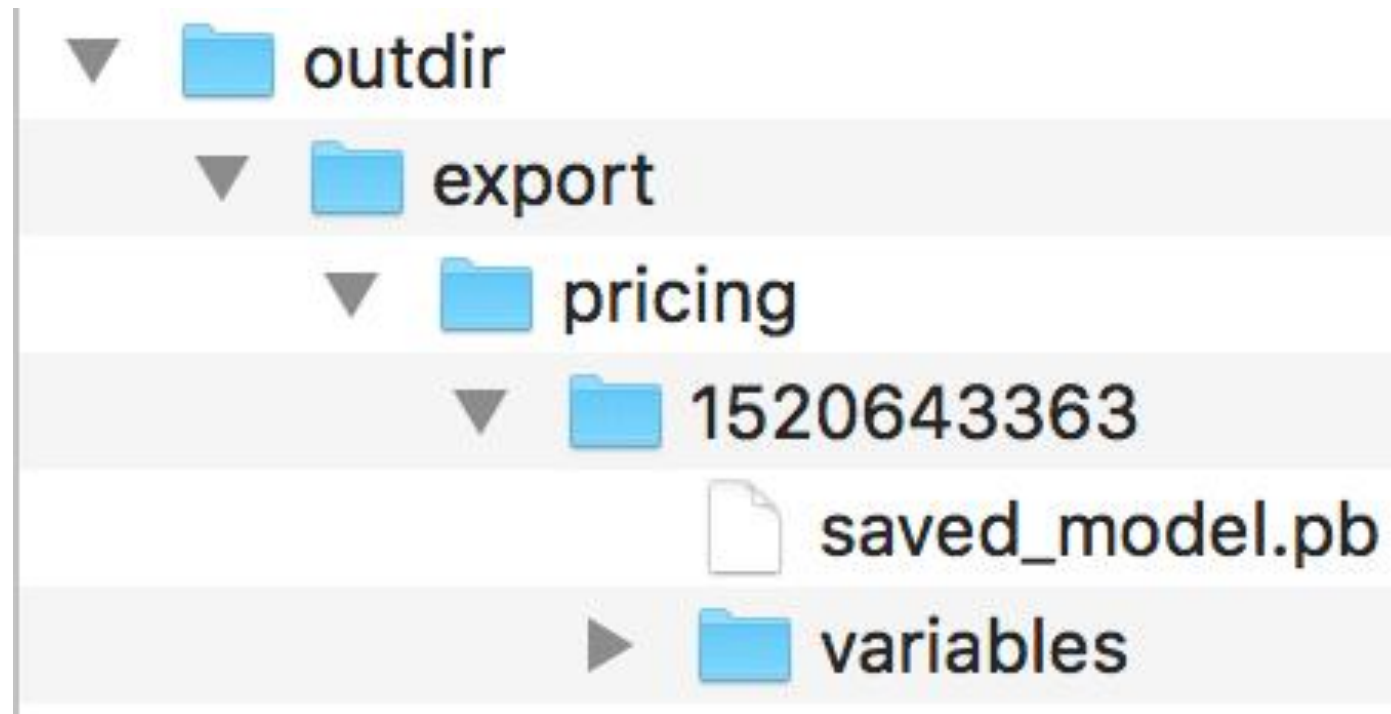 outdir
export
pricing
1520643363
saved_model.pb
variables